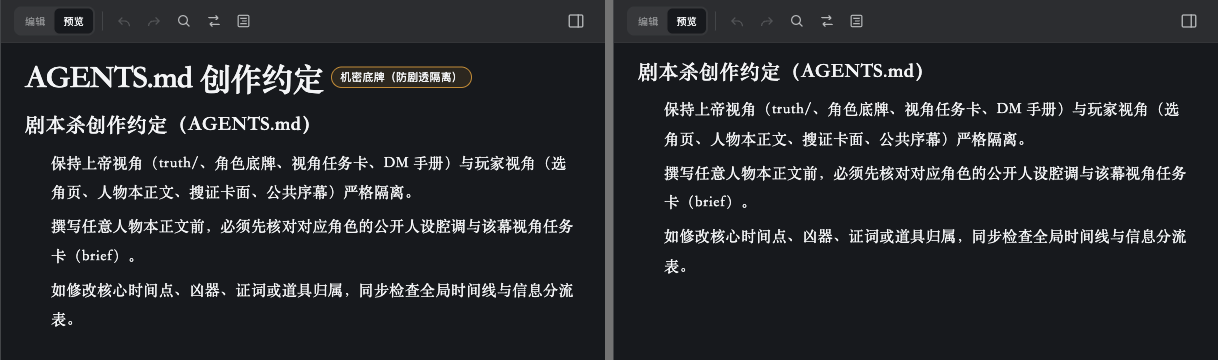 编辑 预览
AGENTS.md 创作约定 机密底牌（防剧透隔离）
剧本杀创作约定（AGENTS.md）
保持上帝视角（truth/、角色底牌、视角任务卡、DM 手册）与玩家视角（选
角页、人物本正文、搜证卡面、公共序幕）严格隔离。
撰写任意人物本正文前，必须先核对对应角色的公开人设腔调与该幕视角任务
卡（brief）。
如修改核心时间点、凶器、证词或道具归属，同步检查全局时间线与信息分流
表。
编辑 预览
剧本杀创作约定（AGENTS.md）
保持上帝视角（truth/、角色底牌、视角任务卡、DM 手册）与玩家视角（选
角页、人物本正文、搜证卡面、公共序幕）严格隔离。
撰写任意人物本正文前，必须先核对对应角色的公开人设腔调与该幕视角任务
卡（brief）。
如修改核心时间点、凶器、证词或道具归属，同步检查全局时间线与信息分流
表。